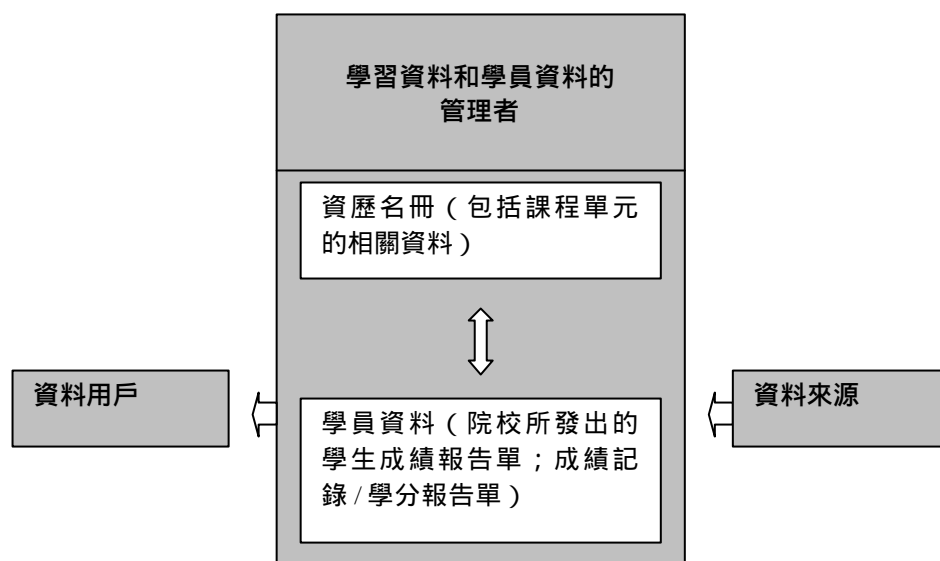 學習資料和學員資料的
管理者
資歷名冊（包括課程單元
的相關資料）
資料用戶
資料來源
學員資料（院校所發出的
學生成績報告單；成績記
錄/學分報告單）